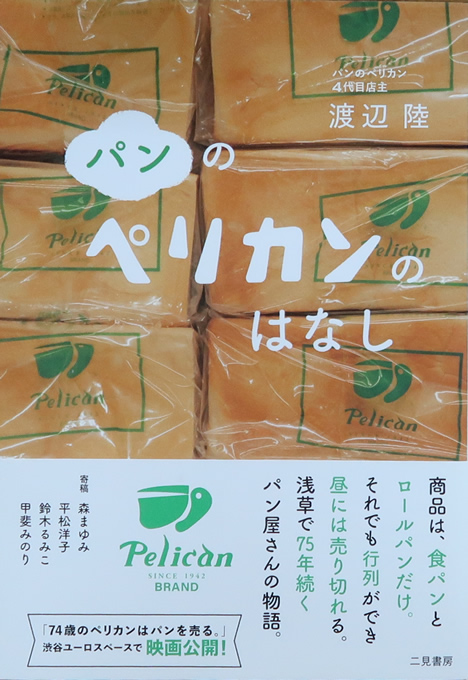 Pelican
Pelican
パンのペリカン
4代目店主
渡辺 陸
パンの
Pelican
Pelican
ペリカンの
はなし
Pelican
Pelican
商品は、食パンと
ロールパンだけ。
それでも行列ができ
昼には売り切れる。
浅草で75年続く
パン屋さんの物語。
Pelican
SINCE 1942
BRAND
寄稿 森まゆみ
平松洋子
鈴木るみこ
甲斐みのり
「74歳のペリカンはパンを売る。」
渋谷ユーロスペースで映画公開!
二見書房